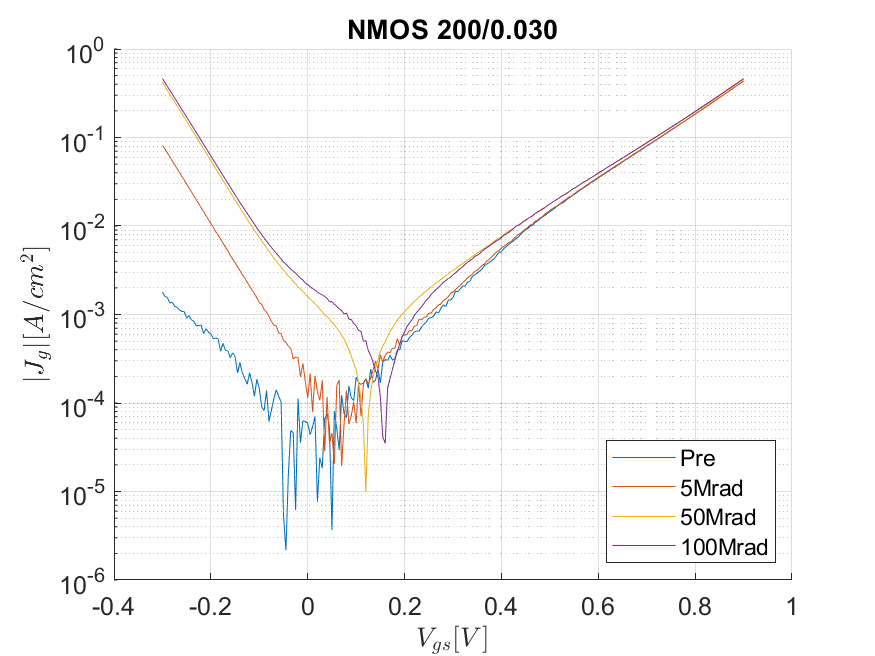 NMOS 200/0.030
10^0
10^-1
10^-2
10^-3
10^-4
10^-5
10^-6
|J_g|[A/cm^2]
Pre
5Mrad
50Mrad
100Mrad
-0.4 -0.2 0 0.2 0.4 0.6 0.8 1
V_gs[V]